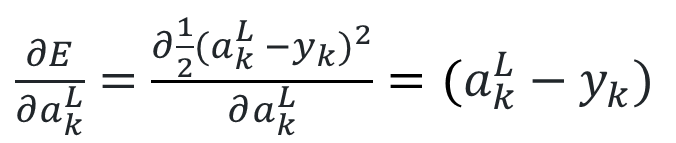 ∂E/∂a_k^L = ∂½(a_k^L − y_k)²/∂a_k^L = (a_k^L − y_k)